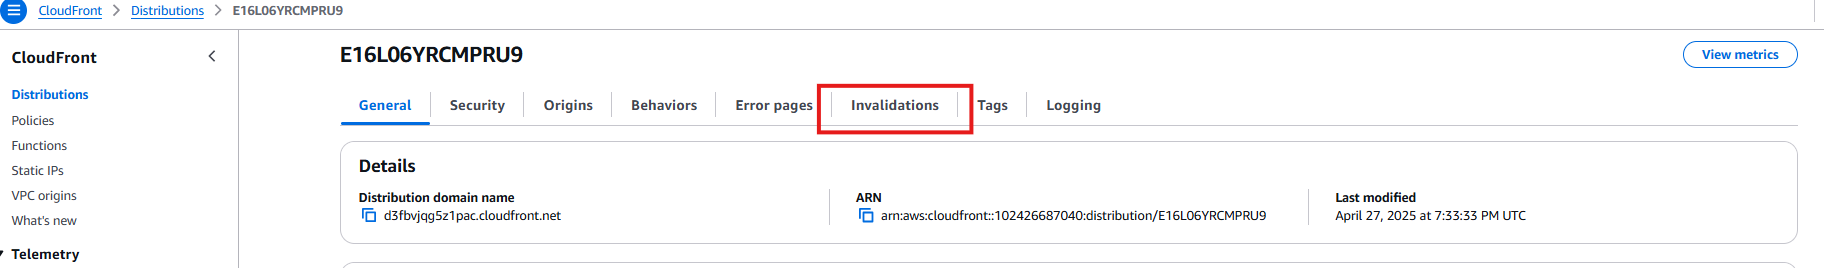 CloudFront > Distributions > E16L06YRCMPRU9
CloudFront
Distributions
Policies
Functions
Static IPs
VPC origins
What's new
Telemetry
E16L06YRCMPRU9
View metrics
General Security Origins Behaviors Error pages Invalidations Tags Logging
Details
Distribution domain name
d3fbvjqg5z1pac.cloudfront.net
ARN
arn:aws:cloudfront::102426687040:distribution/E16L06YRCMPRU9
Last modified
April 27, 2025 at 7:33:33 PM UTC